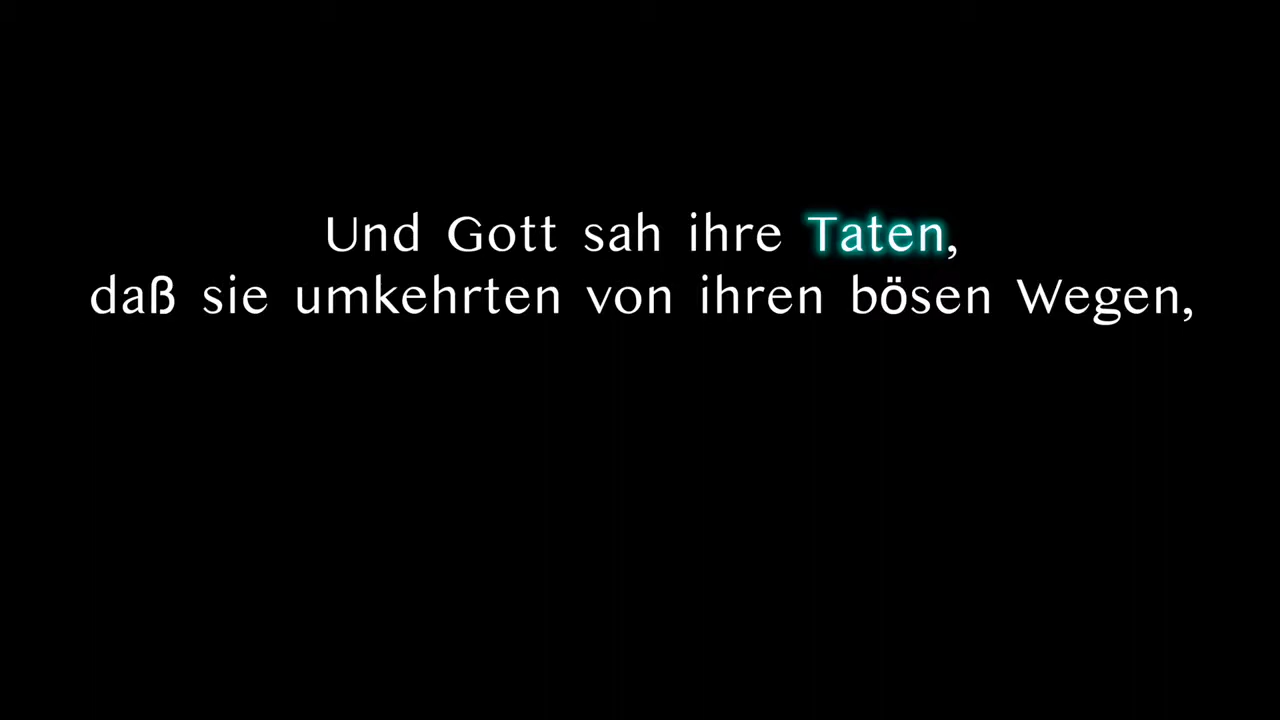 Und Gott sah ihre Taten,
daß sie umkehrten von ihren bösen Wegen,